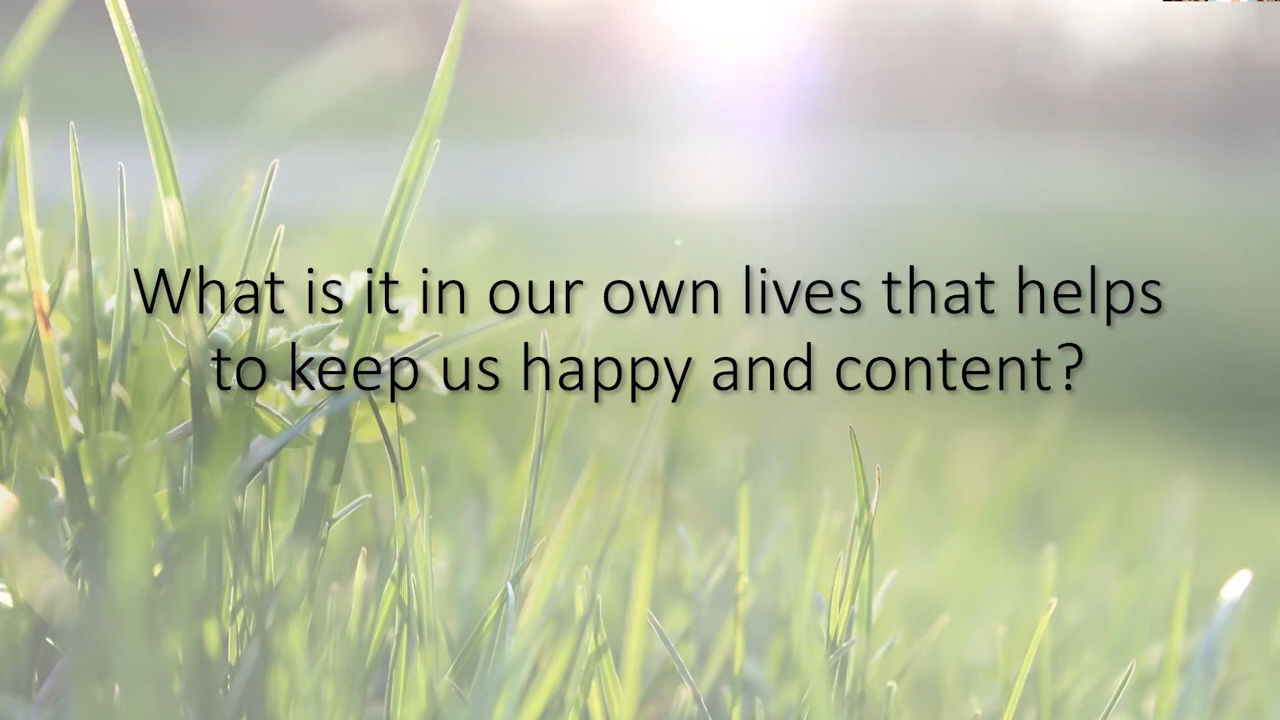 What is it in our own lives that helps
to keep us happy and content?